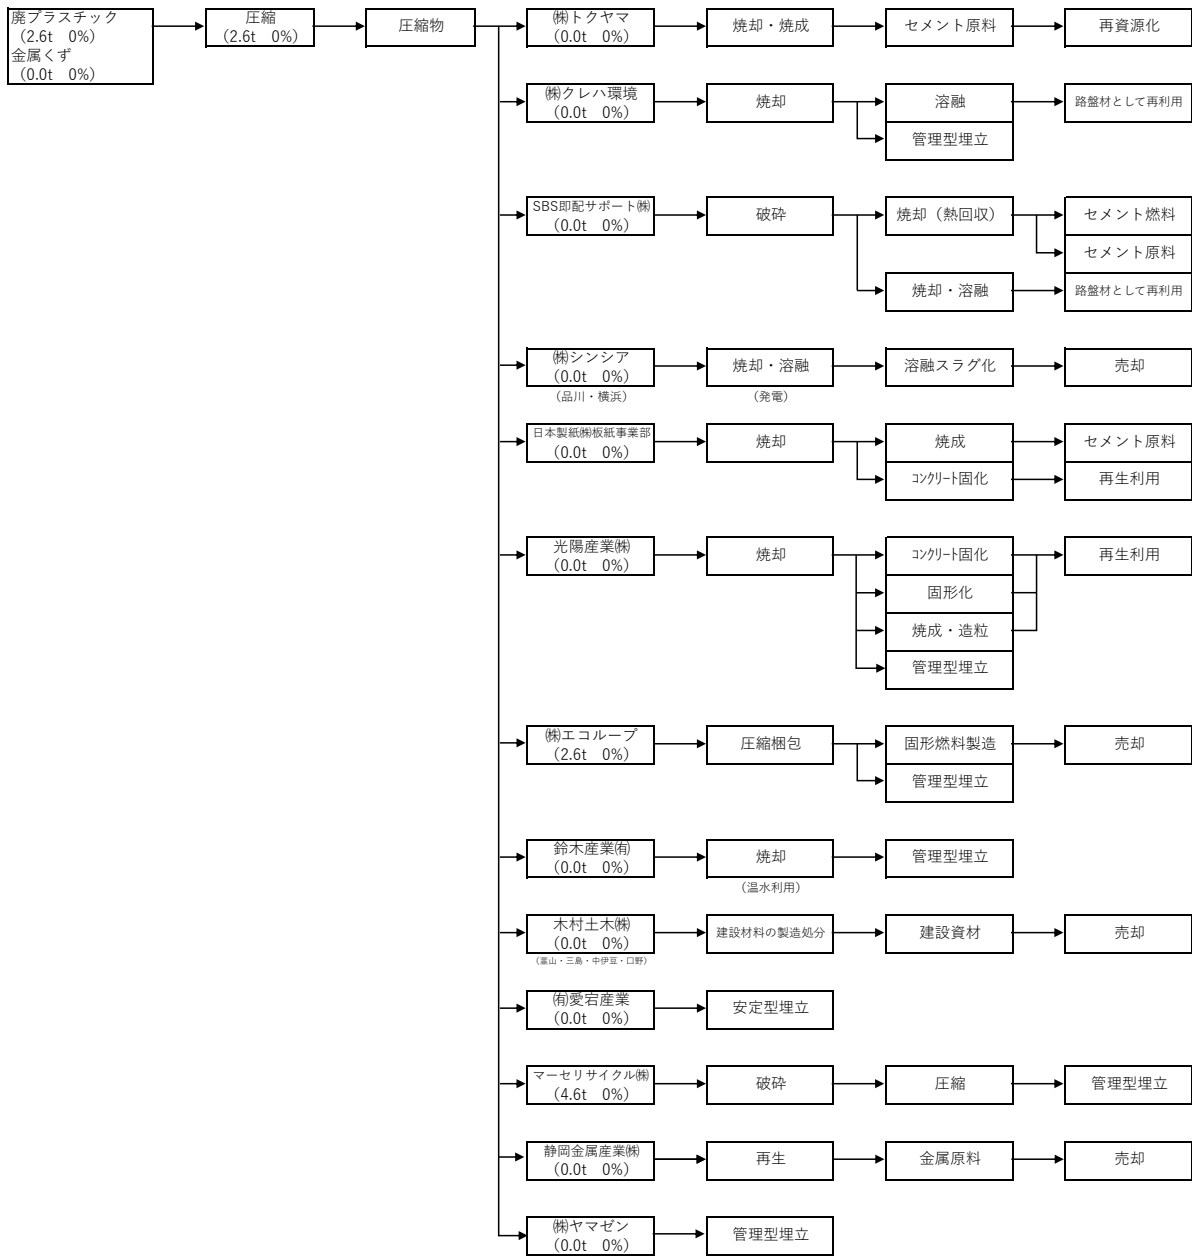 廃プラスチック
（2.6t　0%）
金属くず
（0.0t　0%）
圧縮
（2.6t　0%）
圧縮物
㈱トクヤマ
（0.0t　0%）
焼却・焼成
セメント原料
再資源化
㈱クレハ環境
（0.0t　0%）
焼却
溶融
路盤材として再利用
管理型埋立
SBS即配サポート㈱
（0.0t　0%）
破砕
焼却（熱回収）
セメント燃料
セメント原料
焼却・溶融
路盤材として再利用
㈱シンシア
（0.0t　0%）
（品川・横浜）
焼却・溶融
（発電）
溶融スラグ化
売却
日本製紙㈱板紙事業部
（0.0t　0%）
焼却
焼成
セメント原料
ｺﾝｸﾘｰﾄ固化
再生利用
光陽産業㈱
（0.0t　0%）
焼却
ｺﾝｸﾘｰﾄ固化
再生利用
固形化
焼成・造粒
管理型埋立
㈱エコループ
（2.6t　0%）
圧縮梱包
固形燃料製造
売却
管理型埋立
鈴木産業㈲
（0.0t　0%）
焼却
（温水利用）
管理型埋立
木村土木㈱
（0.0t　0%）
（韮山・三島・中伊豆・口野）
建設材料の製造処分
建設資材
売却
㈲愛宕産業
（0.0t　0%）
安定型埋立
マーセリサイクル㈱
（4.6t　0%）
破砕
圧縮
管理型埋立
静岡金属産業㈱
（0.0t　0%）
再生
金属原料
売却
㈱ヤマゼン
（0.0t　0%）
管理型埋立